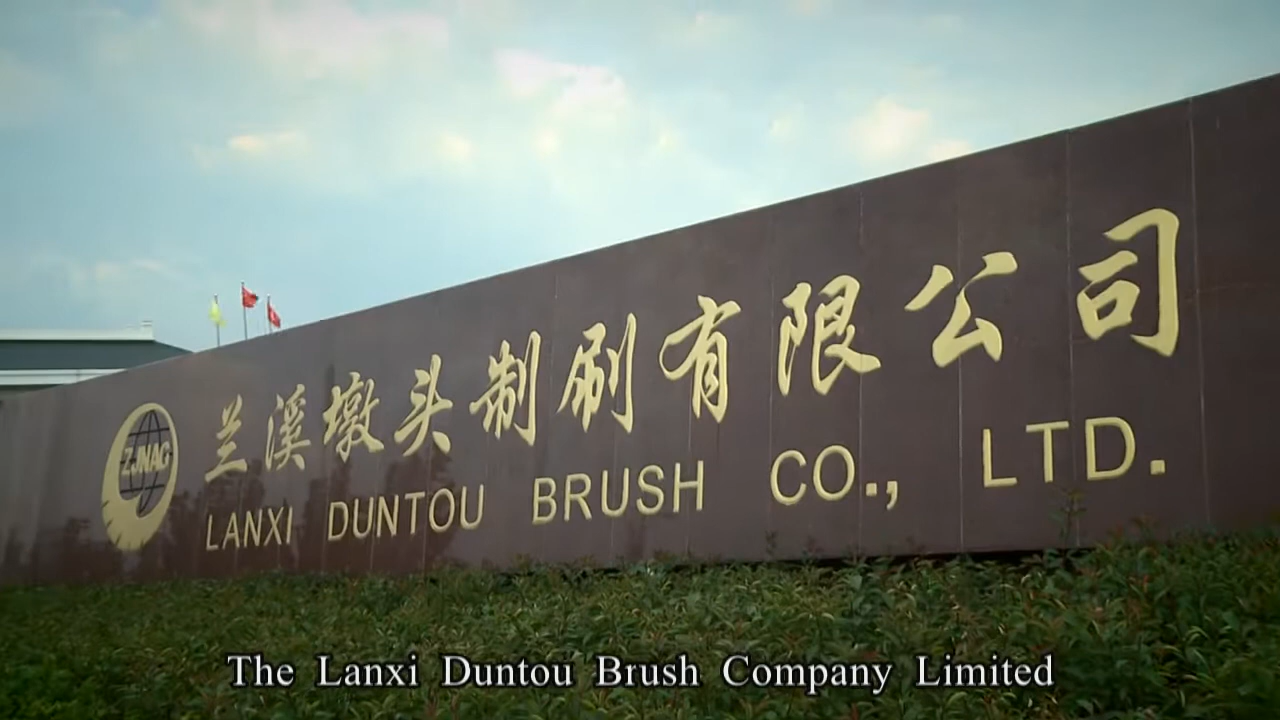 兰溪墩头制刷有限公司
ZJNAG
LANXI DUNTOU BRUSH CO., LTD.
The Lanxi Duntou Brush Company Limited